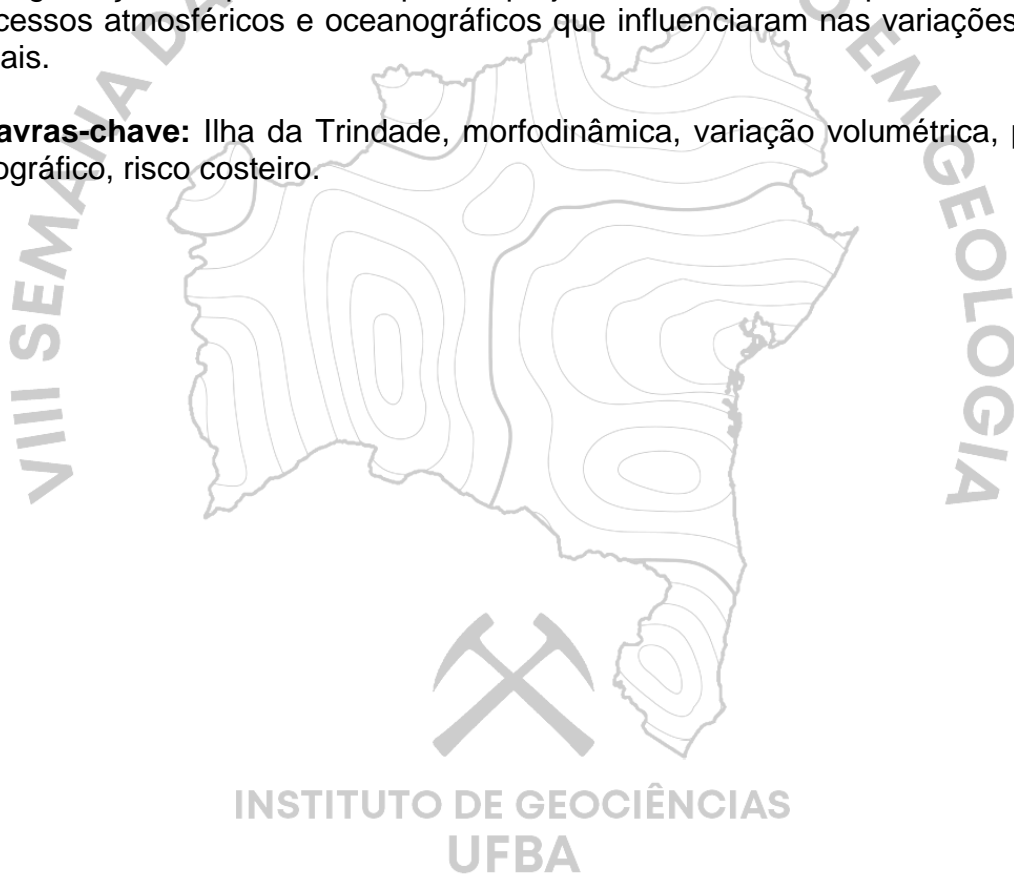 cessos atmosféricos e oceanográficos que influenciaram nas variações
ais.
avras-chave: Ilha da Trindade, morfodinâmica, variação volumétrica, p
ográfico, risco costeiro.
VIII SEMANA DA
EM GEOLOGIA
INSTITUTO DE GEOCIÊNCIAS
UFBA